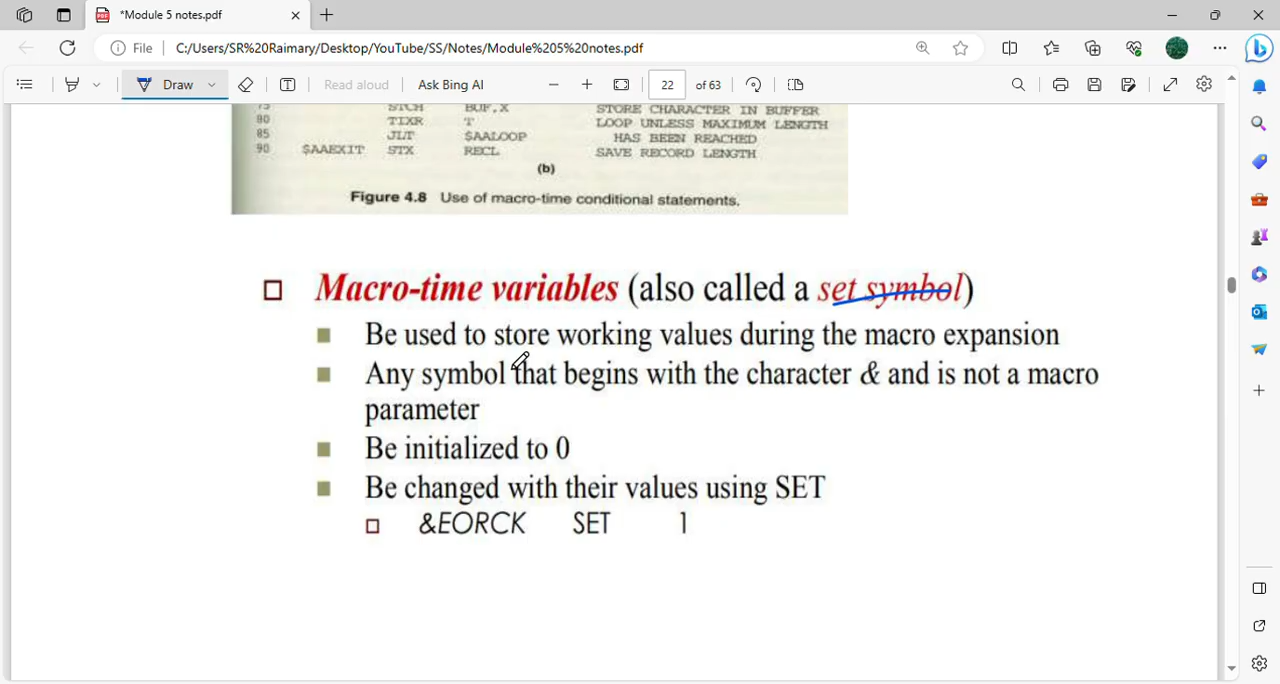 *Module 5 notes.pdf
File C:/Users/SR%20Raimary/Desktop/YouTube/SS/Notes/Module%205%20notes.pdf
Draw Read aloud Ask Bing AI 22 of 63
75 STCH BUF,X STORE CHARACTER IN BUFFER
80 TIXR T LOOP UNLESS MAXIMUM LENGTH
85 JLT $AALOOP HAS BEEN REACHED
90 $AAEXIT STX RECL SAVE RECORD LENGTH
(b)
Figure 4.8 Use of macro-time conditional statements.
Macro-time variables (also called a set symbol)
Be used to store working values during the macro expansion
Any symbol that begins with the character & and is not a macro
parameter
Be initialized to 0
Be changed with their values using SET
&EORCK SET 1